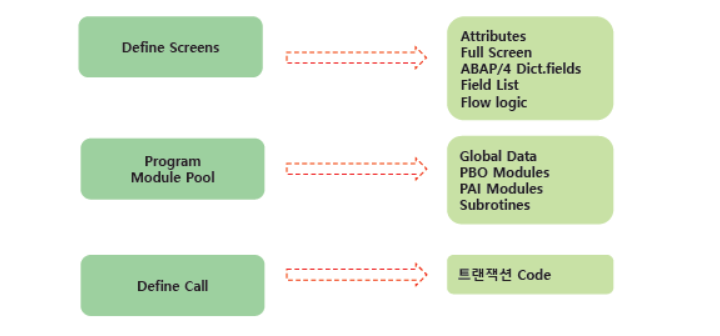 Define Screens
Attributes
Full Screen
ABAP/4 Dict.fields
Field List
Flow logic
Program
Module Pool
Global Data
PBO Modules
PAI Modules
Subrotines
Define Call
트랜잭션 Code